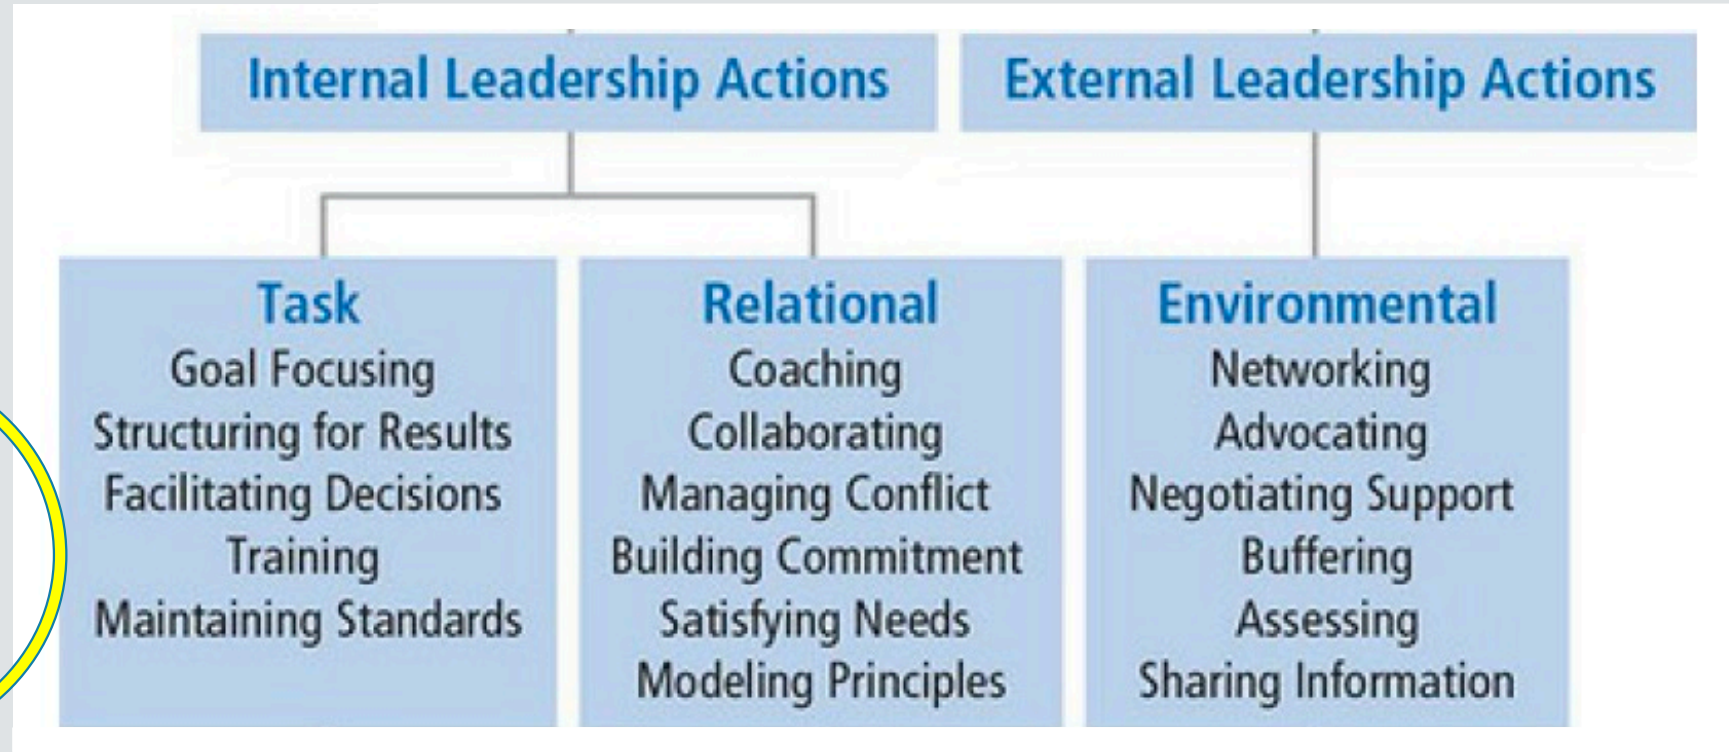 Internal Leadership Actions
External Leadership Actions
Task
Goal Focusing
Structuring for Results
Facilitating Decisions
Training
Maintaining Standards
Relational
Coaching
Collaborating
Managing Conflict
Building Commitment
Satisfying Needs
Modeling Principles
Environmental
Networking
Advocating
Negotiating Support
Buffering
Assessing
Sharing Information